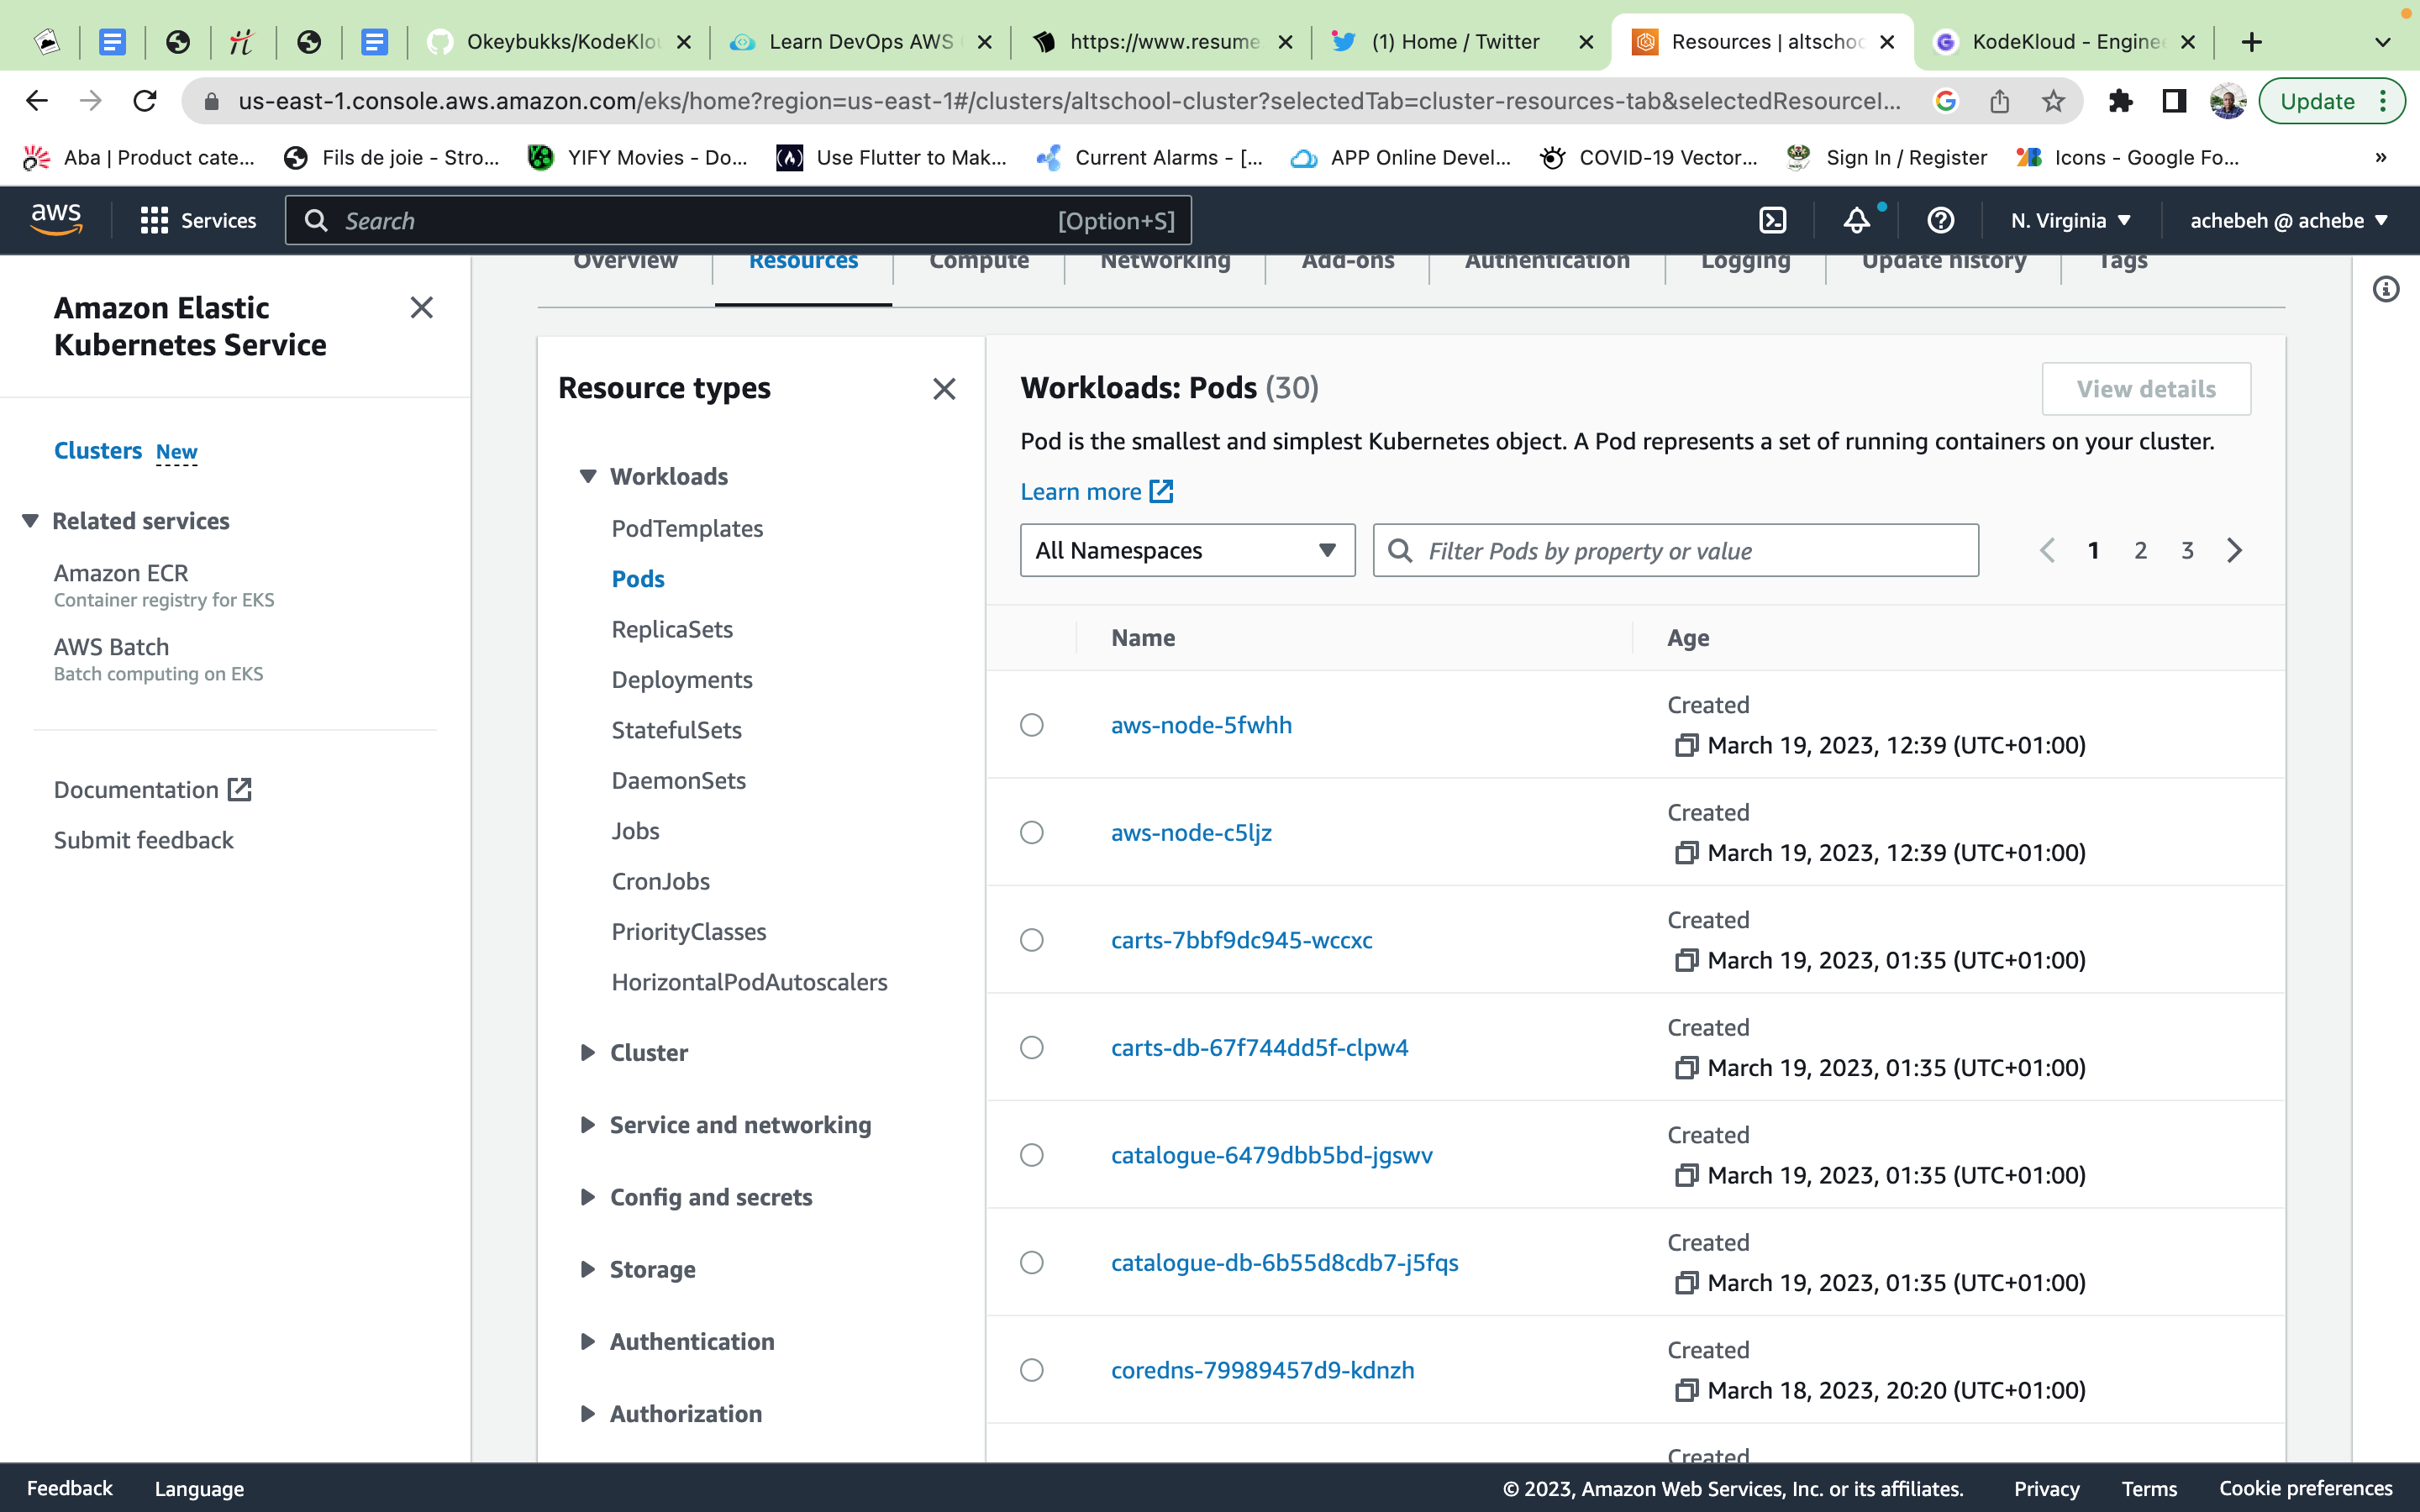 Okeybukks/KodeKlou
Learn DevOps AWS
https://www.resume
(1) Home / Twitter
Resources | altschoo
KodeKloud - Enginee
us-east-1.console.aws.amazon.com/eks/home?region=us-east-1#/clusters/altschool-cluster?selectedTab=cluster-resources-tab&selectedResourceI...
Update
Aba | Product cate...
Fils de joie - Stro...
YIFY Movies - Do...
Use Flutter to Mak...
Current Alarms - [...
APP Online Devel...
COVID-19 Vector...
Sign In / Register
Icons - Google Fo...
»
aws
Services
Search
[Option+S]
N. Virginia
achebeh @ achebe
Overview
Resources
Compute
Networking
Add-ons
Authentication
Logging
Update history
Tags
Amazon Elastic
Kubernetes Service
Clusters New
Related services
Amazon ECR
Container registry for EKS
AWS Batch
Batch computing on EKS
Documentation
Submit feedback
Resource types
Workloads
PodTemplates
Pods
ReplicaSets
Deployments
StatefulSets
DaemonSets
Jobs
CronJobs
PriorityClasses
HorizontalPodAutoscalers
Cluster
Service and networking
Config and secrets
Storage
Authentication
Authorization
Workloads: Pods (30)
View details
Pod is the smallest and simplest Kubernetes object. A Pod represents a set of running containers on your cluster.
Learn more
All Namespaces
Filter Pods by property or value
1 2 3
Name
Age
aws-node-5fwhh
Created
March 19, 2023, 12:39 (UTC+01:00)
aws-node-c5ljz
Created
March 19, 2023, 12:39 (UTC+01:00)
carts-7bbf9dc945-wccxc
Created
March 19, 2023, 01:35 (UTC+01:00)
carts-db-67f744dd5f-clpw4
Created
March 19, 2023, 01:35 (UTC+01:00)
catalogue-6479dbb5bd-jgswv
Created
March 19, 2023, 01:35 (UTC+01:00)
catalogue-db-6b55d8cdb7-j5fqs
Created
March 19, 2023, 01:35 (UTC+01:00)
coredns-79989457d9-kdnzh
Created
March 18, 2023, 20:20 (UTC+01:00)
Created
Feedback
Language
© 2023, Amazon Web Services, Inc. or its affiliates.
Privacy
Terms
Cookie preferences